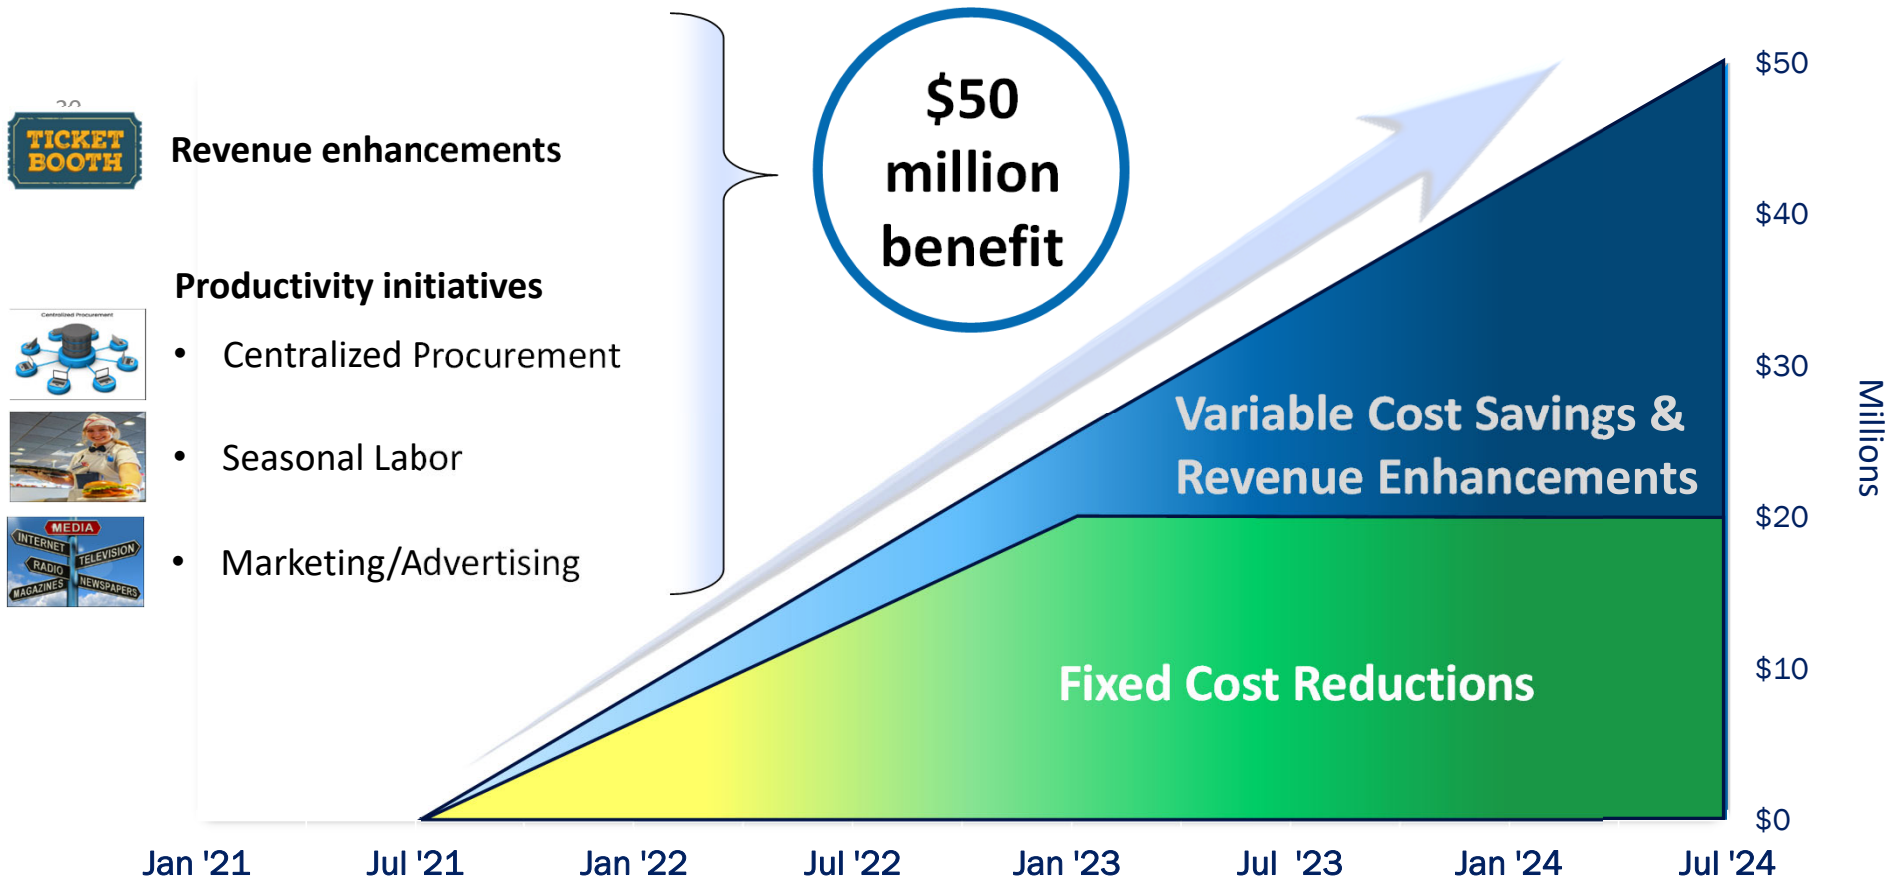 TICKET
BOOTH
Revenue enhancements
Productivity initiatives
Centralized Procurement
• Centralized Procurement
• Seasonal Labor
MEDIA
INTERNET
TELEVISION
RADIO
MAGAZINES
NEWSPAPERS
• Marketing/Advertising
$50
million
benefit
Variable Cost Savings &
Revenue Enhancements
Fixed Cost Reductions
$50
$40
$30
$20
$10
$0
Millions
Jan '21
Jul '21
Jan '22
Jul '22
Jan '23
Jul '23
Jan '24
Jul '24